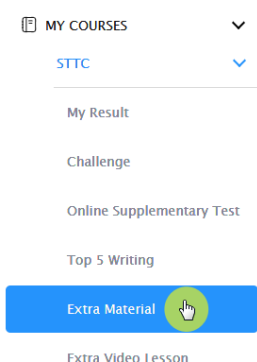 MY COURSES
STTC
My Result
Challenge
Online Supplementary Test
Top 5 Writing
Extra Material
Extra Video Lesson